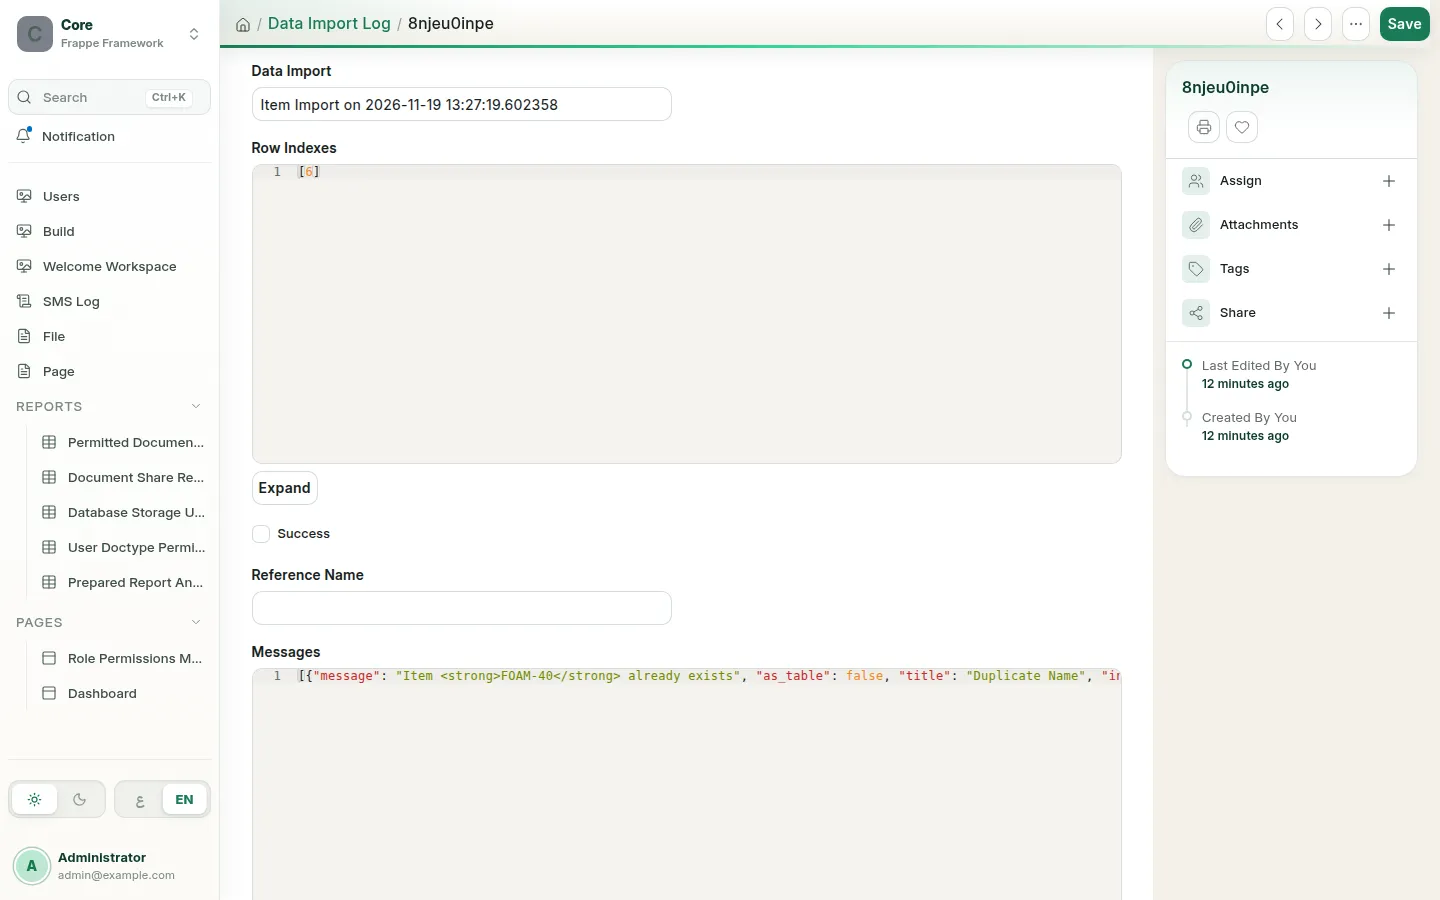 C
Core
Frappe Framework
Search
Ctrl+K
Notification
Users
Build
Welcome Workspace
SMS Log
File
Page
REPORTS
Permitted Documen...
Document Share Re...
Database Storage U...
User Doctype Permi...
Prepared Report An...
PAGES
Role Permissions M...
Dashboard
ع
EN
A
Administrator
admin@example.com
/ Data Import Log / 8njeu0inpe
Save
Data Import
Item Import on 2026-11-19 13:27:19.602358
Row Indexes
1 [6]
Expand
Success
Reference Name
Messages
1 [{"message": "Item <strong>FOAM-40</strong> already exists", "as_table": false, "title": "Duplicate Name", "in
8njeu0inpe
Assign
Attachments
Tags
Share
Last Edited By You
12 minutes ago
Created By You
12 minutes ago